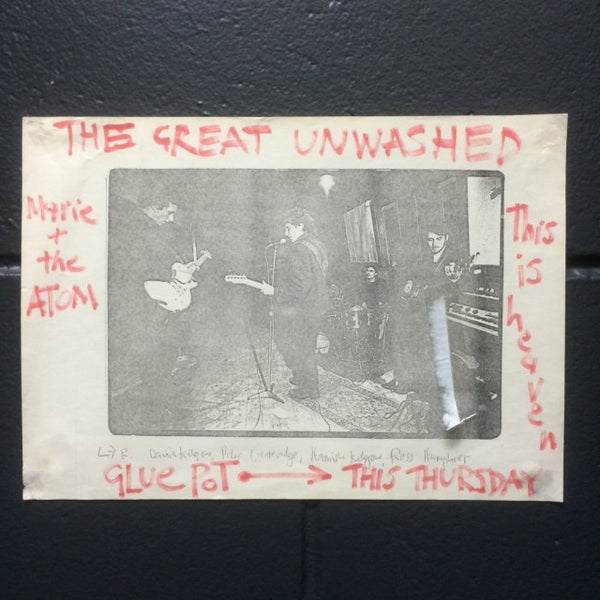 THE GREAT UNWASHED
Marie
+
the
ATOM
This
is
heaven
L→R. David Kilgour, Peter Gutteridge, Hamish Kilgour, Ross Humphries
GLUE POT → THIS THURSDAY